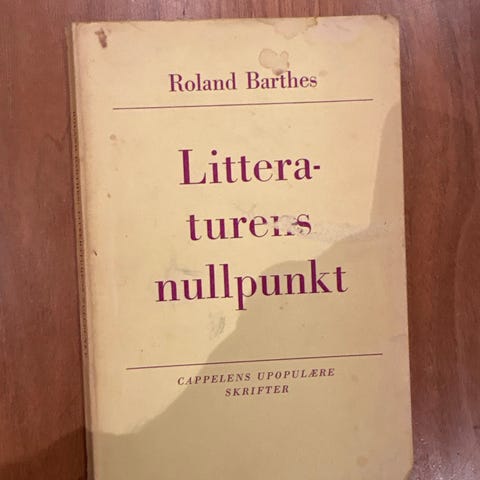 Roland Barthes
Littera-
turens
nullpunkt
CAPPELENS UPOPULÆRE
SKRIFTER